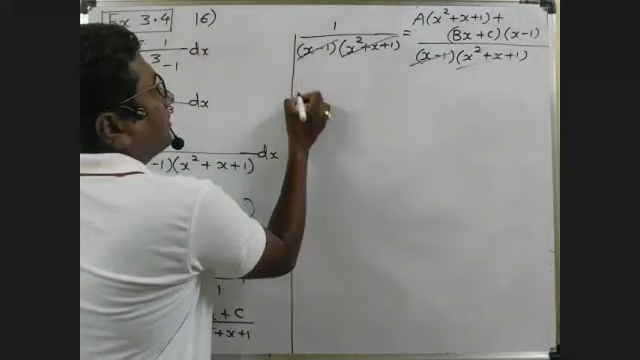 Ex 3.4 16)
1
dx
3 -1
dx
-1)(x² + x + 1) dx
1
x + C
+ x + 1
1 / (x-1)(x²+x+1) = A(x²+x+1) + (Bx+C)(x-1) / (x-1)(x²+x+1)